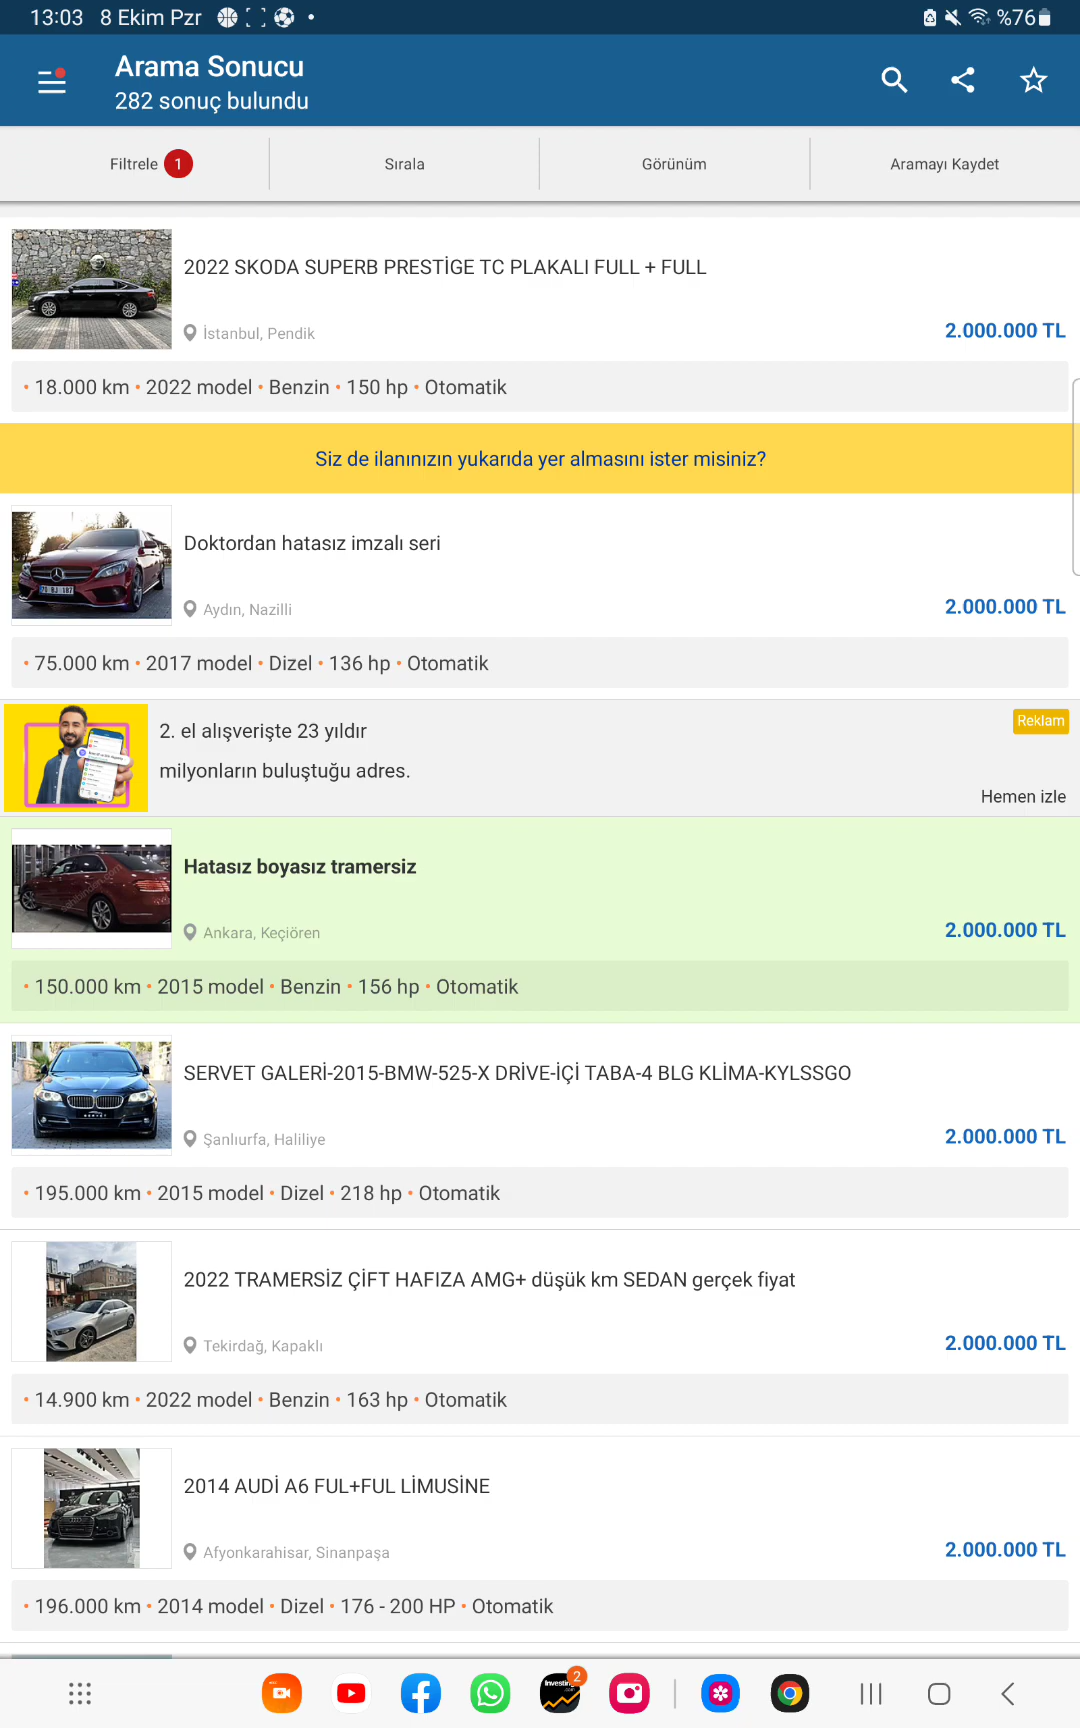 13:03 8 Ekim Pzr
%76
Arama Sonucu
282 sonuç bulundu
Filtrele 1
Sırala
Görünüm
Aramayı Kaydet
2022 SKODA SUPERB PRESTİGE TC PLAKALI FULL + FULL
İstanbul, Pendik
2.000.000 TL
• 18.000 km • 2022 model • Benzin • 150 hp • Otomatik
Siz de ilanınızın yukarıda yer almasını ister misiniz?
Doktordan hatasız imzalı seri
Aydın, Nazilli
2.000.000 TL
• 75.000 km • 2017 model • Dizel • 136 hp • Otomatik
2. el alışverişte 23 yıldır
Reklam
milyonların buluştuğu adres.
Hemen izle
Hatasız boyasız tramersiz
Ankara, Keçiören
2.000.000 TL
• 150.000 km • 2015 model • Benzin • 156 hp • Otomatik
SERVET GALERİ-2015-BMW-525-X DRİVE-İÇİ TABA-4 BLG KLİMA-KYLSSGO
Şanlıurfa, Haliliye
2.000.000 TL
• 195.000 km • 2015 model • Dizel • 218 hp • Otomatik
2022 TRAMERSİZ ÇİFT HAFIZA AMG+ düşük km SEDAN gerçek fiyat
Tekirdağ, Kapaklı
2.000.000 TL
• 14.900 km • 2022 model • Benzin • 163 hp • Otomatik
2014 AUDİ A6 FUL+FUL LİMUSİNE
Afyonkarahisar, Sinanpaşa
2.000.000 TL
• 196.000 km • 2014 model • Dizel • 176 - 200 HP • Otomatik
Investing
.com
2